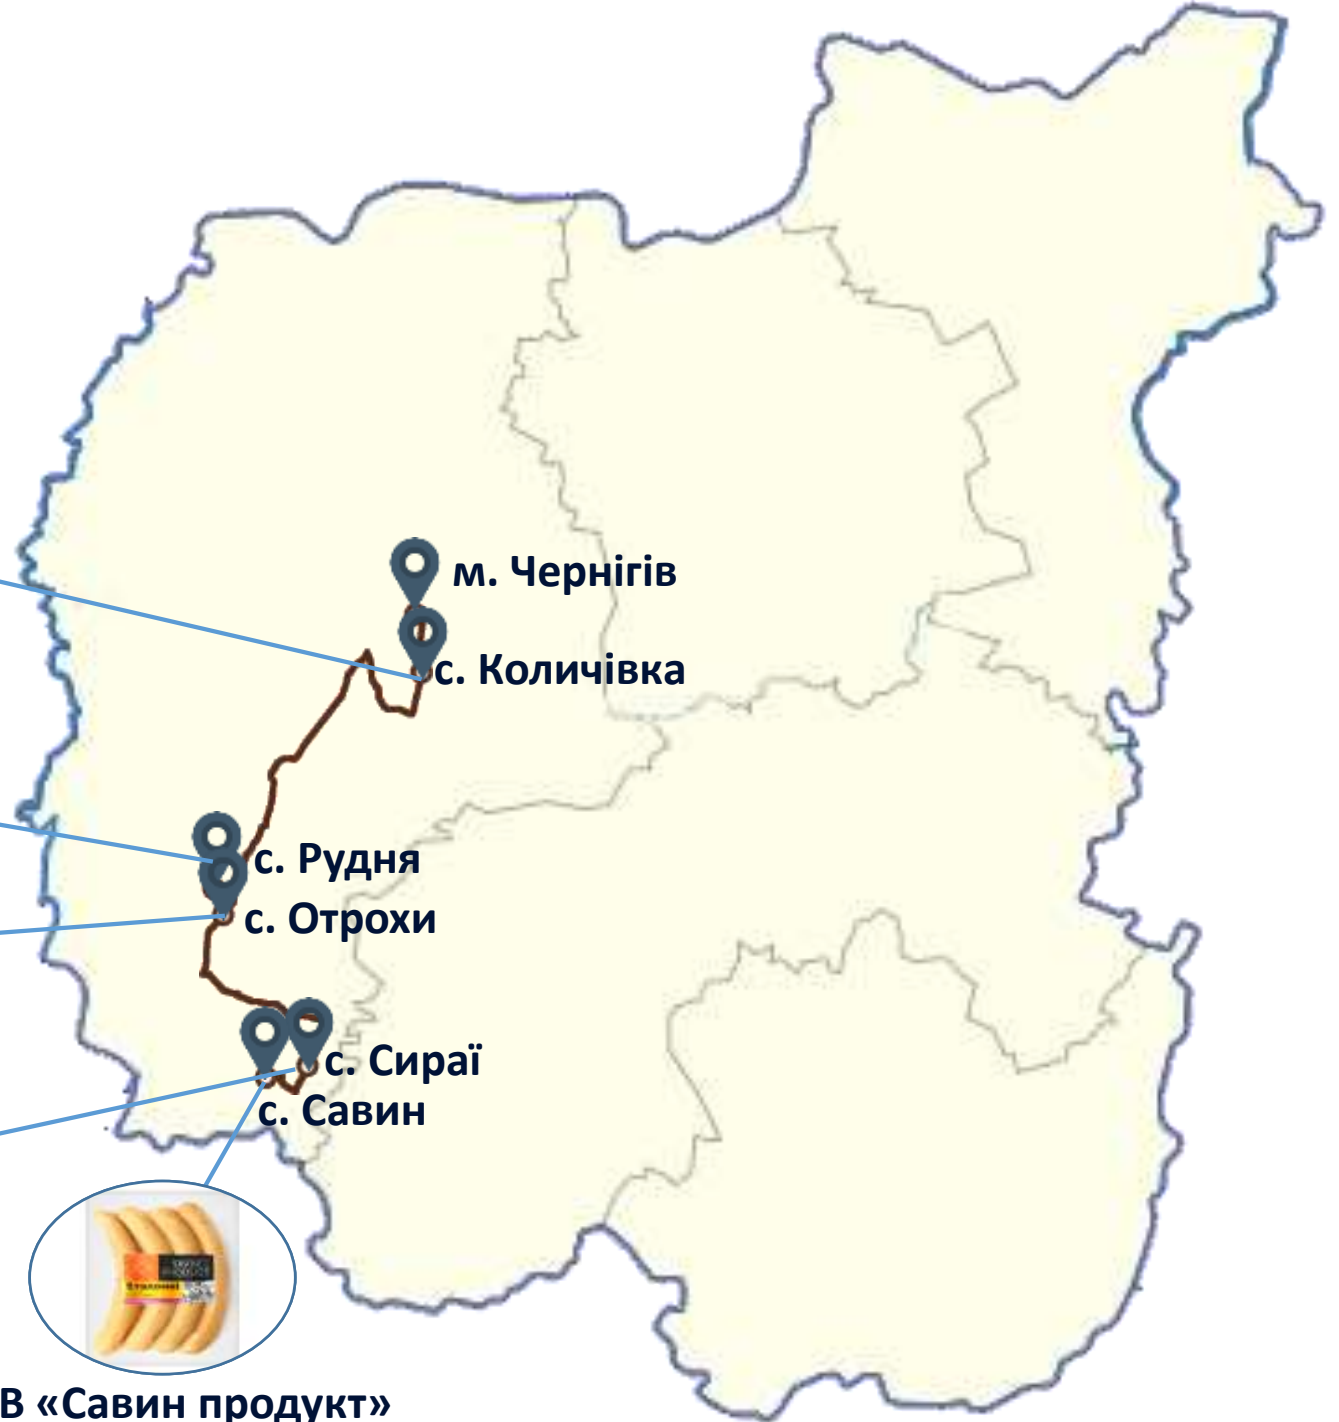 м. Чернігів
с. Количівка
с. Рудня
с. Отрохи
с. Сираї
с. Савин
В «Савин продукт»